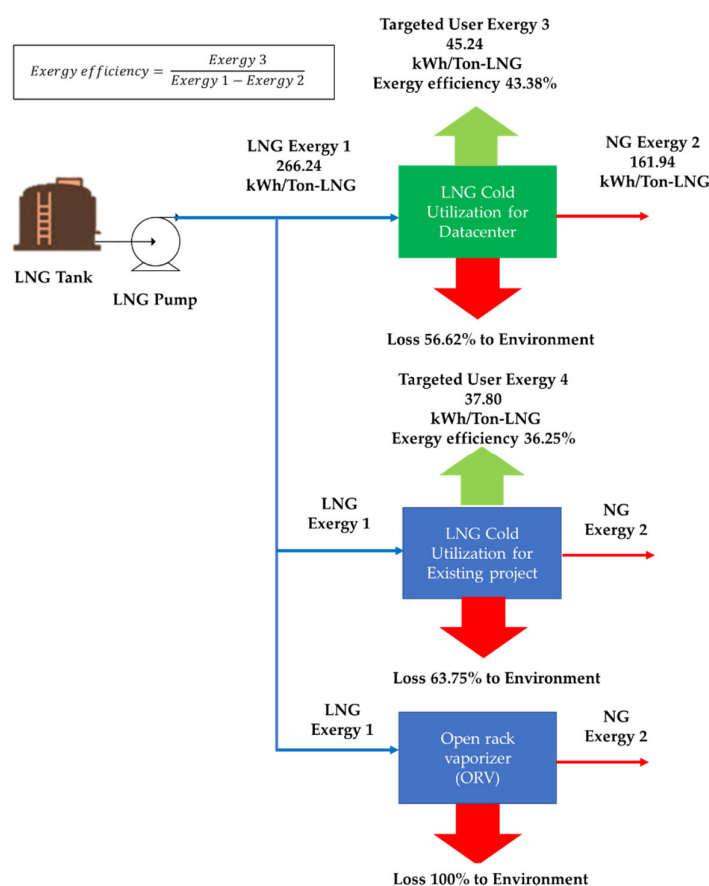 Targeted User Exergy 3
45.24
kWh/Ton-LNG
Exergy efficiency 43.38%
Exergy efficiency = Exergy 3 / Exergy 1 − Exergy 2
LNG Exergy 1
266.24
kWh/Ton-LNG
NG Exergy 2
161.94
kWh/Ton-LNG
LNG Cold
Utilization for
Datacenter
LNG Tank
LNG Pump
Loss 56.62% to Environment
Targeted User Exergy 4
37.80
kWh/Ton-LNG
Exergy efficiency 36.25%
LNG
Exergy 1
LNG Cold
Utilization for
Existing project
NG
Exergy 2
Loss 63.75% to Environment
LNG
Exergy 1
Open rack
vaporizer
(ORV)
NG
Exergy 2
Loss 100% to Environment